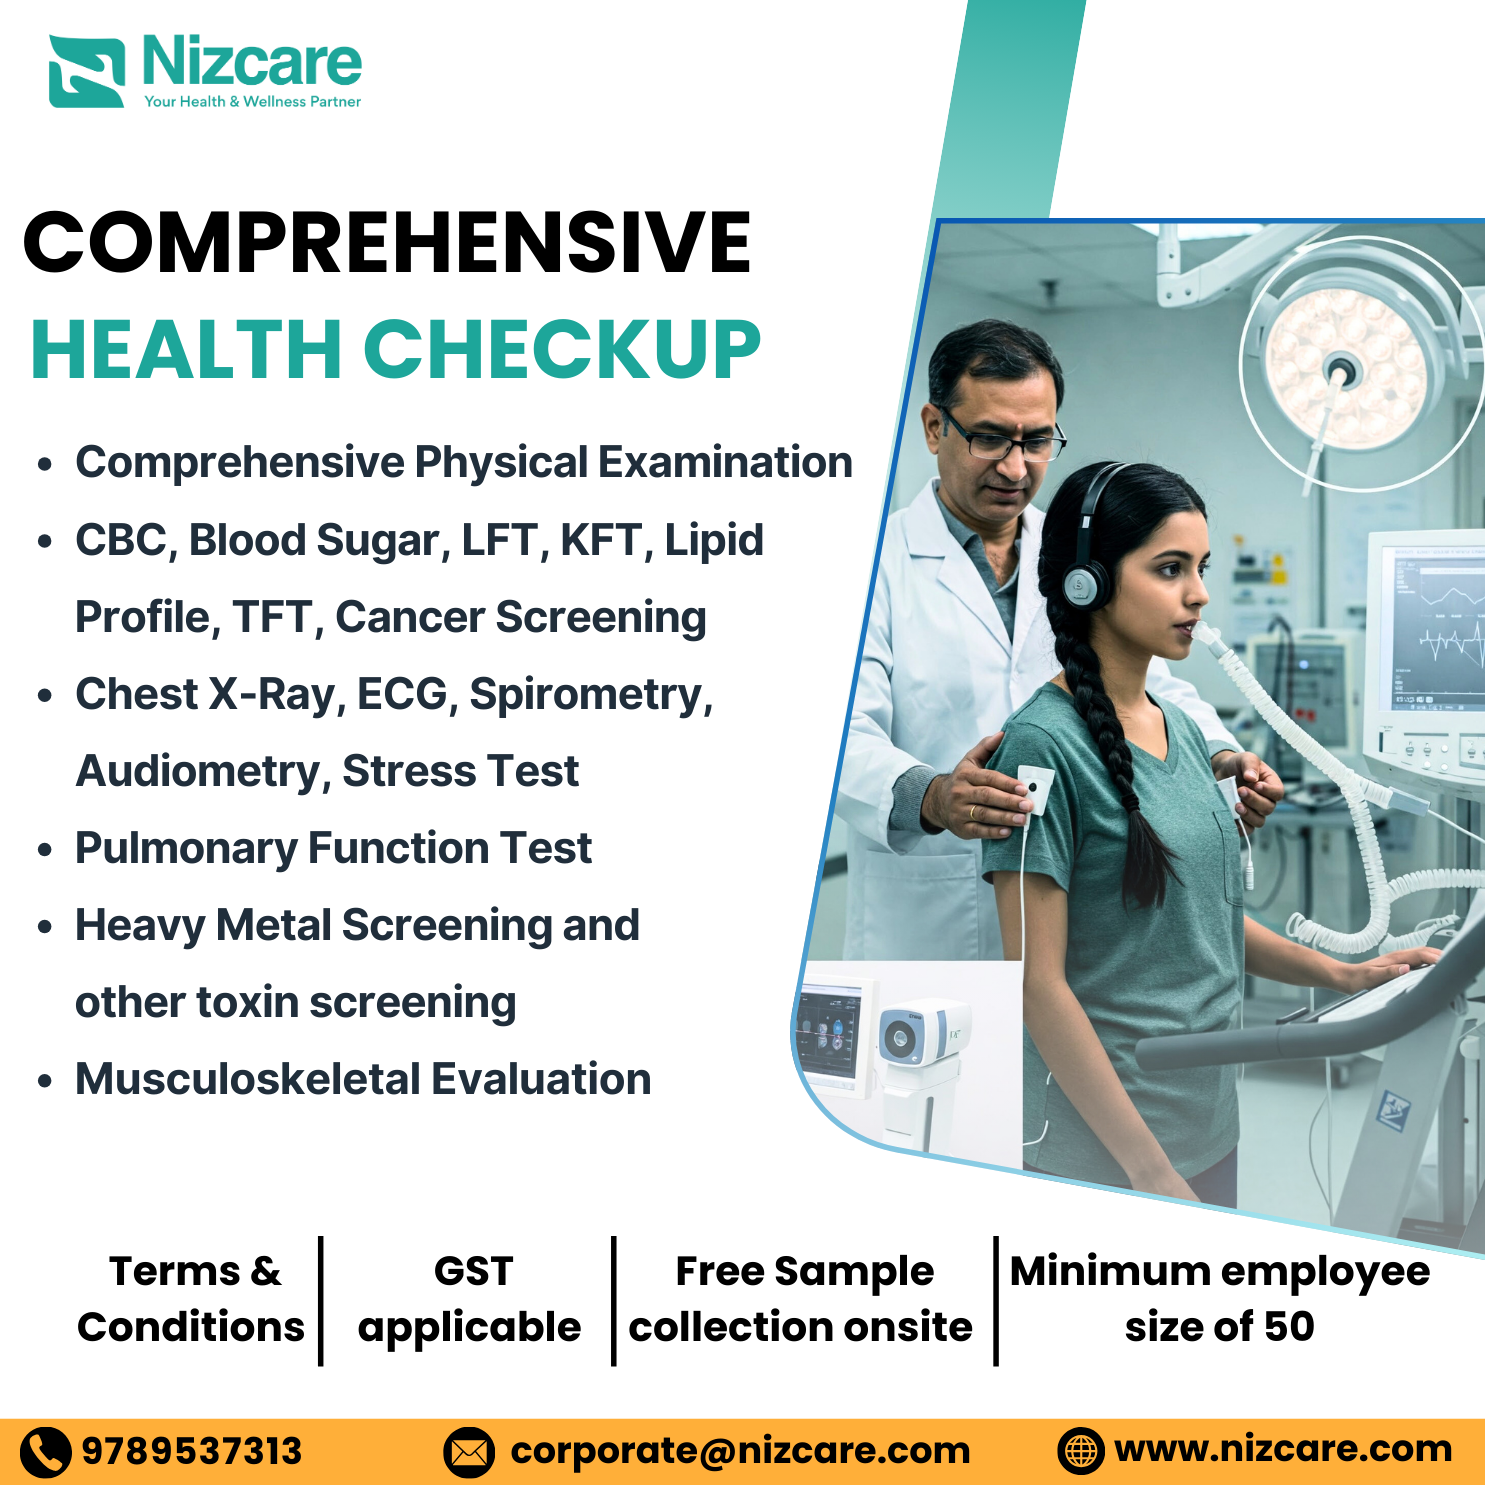 Nizcare
Your Health & Wellness Partner
COMPREHENSIVE
HEALTH CHECKUP
• Comprehensive Physical Examination
• CBC, Blood Sugar, LFT, KFT, Lipid
Profile, TFT, Cancer Screening
• Chest X-Ray, ECG, Spirometry,
Audiometry, Stress Test
• Pulmonary Function Test
• Heavy Metal Screening and
other toxin screening
• Musculoskeletal Evaluation
Terms &
Conditions
GST
applicable
Free Sample
collection onsite
Minimum employee
size of 50
9789537313
corporate@nizcare.com
www.nizcare.com